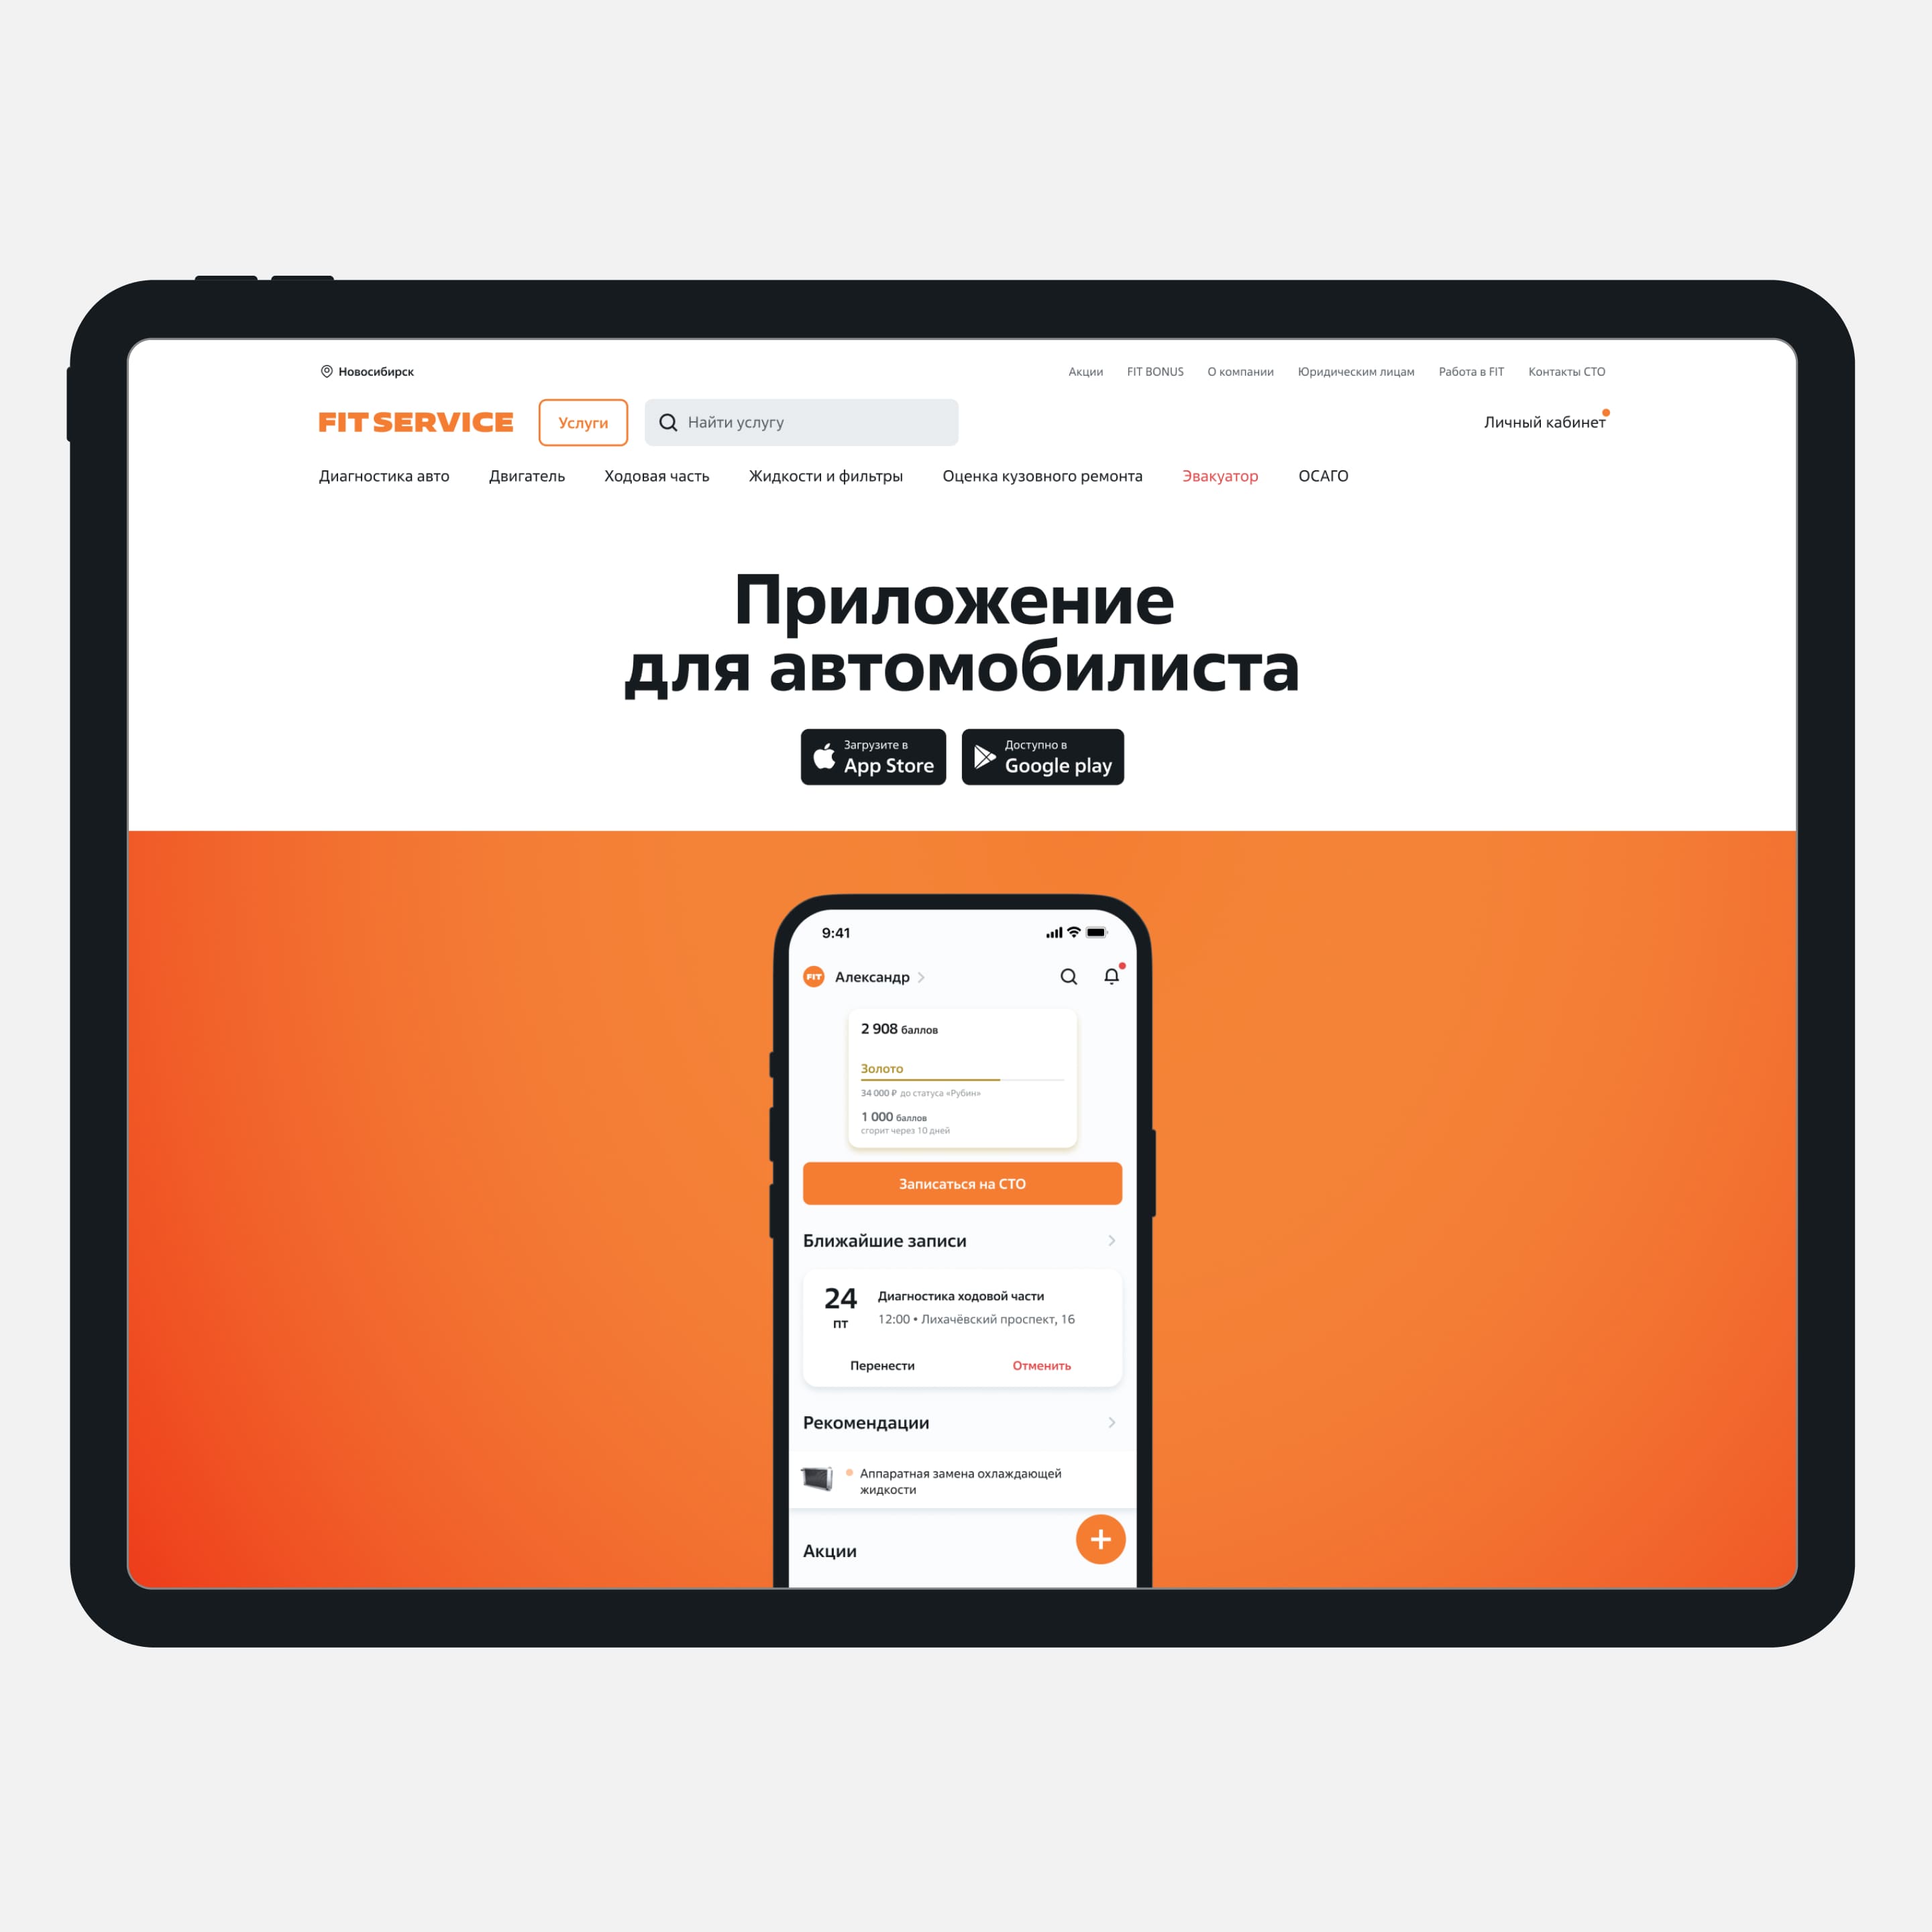 Новосибирск
Акции FIT BONUS О компании Юридическим лицам Работа в FIT Контакты СТО
FIT SERVICE Услуги Найти услугу Личный кабинет
Диагностика авто Двигатель Ходовая часть Жидкости и фильтры Оценка кузовного ремонта Эвакуатор ОСАГО
Приложение
для автомобилиста
Загрузите в
App Store
Доступно в
Google play
9:41
FIT Александр
2 908 баллов
Золото
34 000 ₽ до статуса «Рубин»
1 000 баллов
сгорит через 10 дней
Записаться на СТО
Ближайшие записи
24
пт
Диагностика ходовой части
12:00 • Лихачёвский проспект, 16
Перенести Отменить
Рекомендации
Аппаратная замена охлаждающей
жидкости
Акции